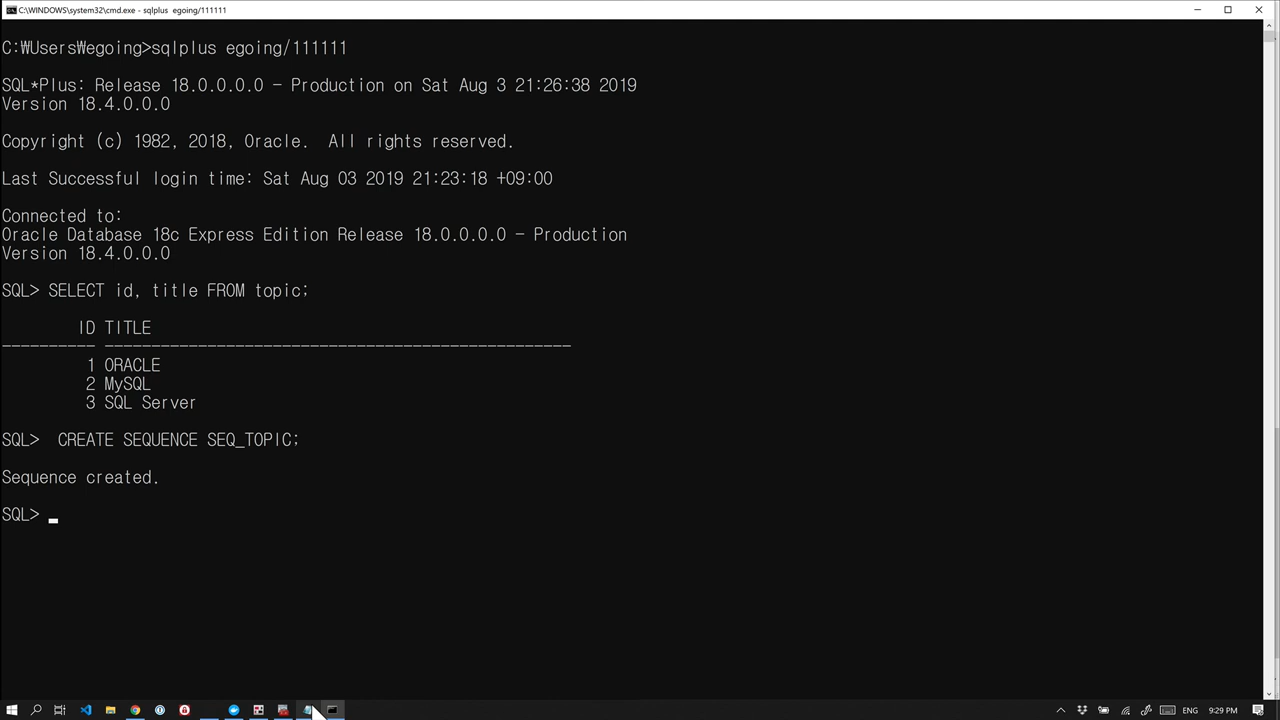 C:\WINDOWS\system32\cmd.exe - sqlplus  egoing/111111
C:₩Users₩egoing>sqlplus egoing/111111
SQL*Plus: Release 18.0.0.0.0 - Production on Sat Aug 3 21:26:38 2019
Version 18.4.0.0.0
Copyright (c) 1982, 2018, Oracle.  All rights reserved.
Last Successful login time: Sat Aug 03 2019 21:23:18 +09:00
Connected to:
Oracle Database 18c Express Edition Release 18.0.0.0.0 - Production
Version 18.4.0.0.0
SQL> SELECT id, title FROM topic;
ID TITLE
---------- --------------------------------------------------
1 ORACLE
2 MySQL
3 SQL Server
SQL>  CREATE SEQUENCE SEQ_TOPIC;
Sequence created.
SQL> _
ENG 9:29 PM